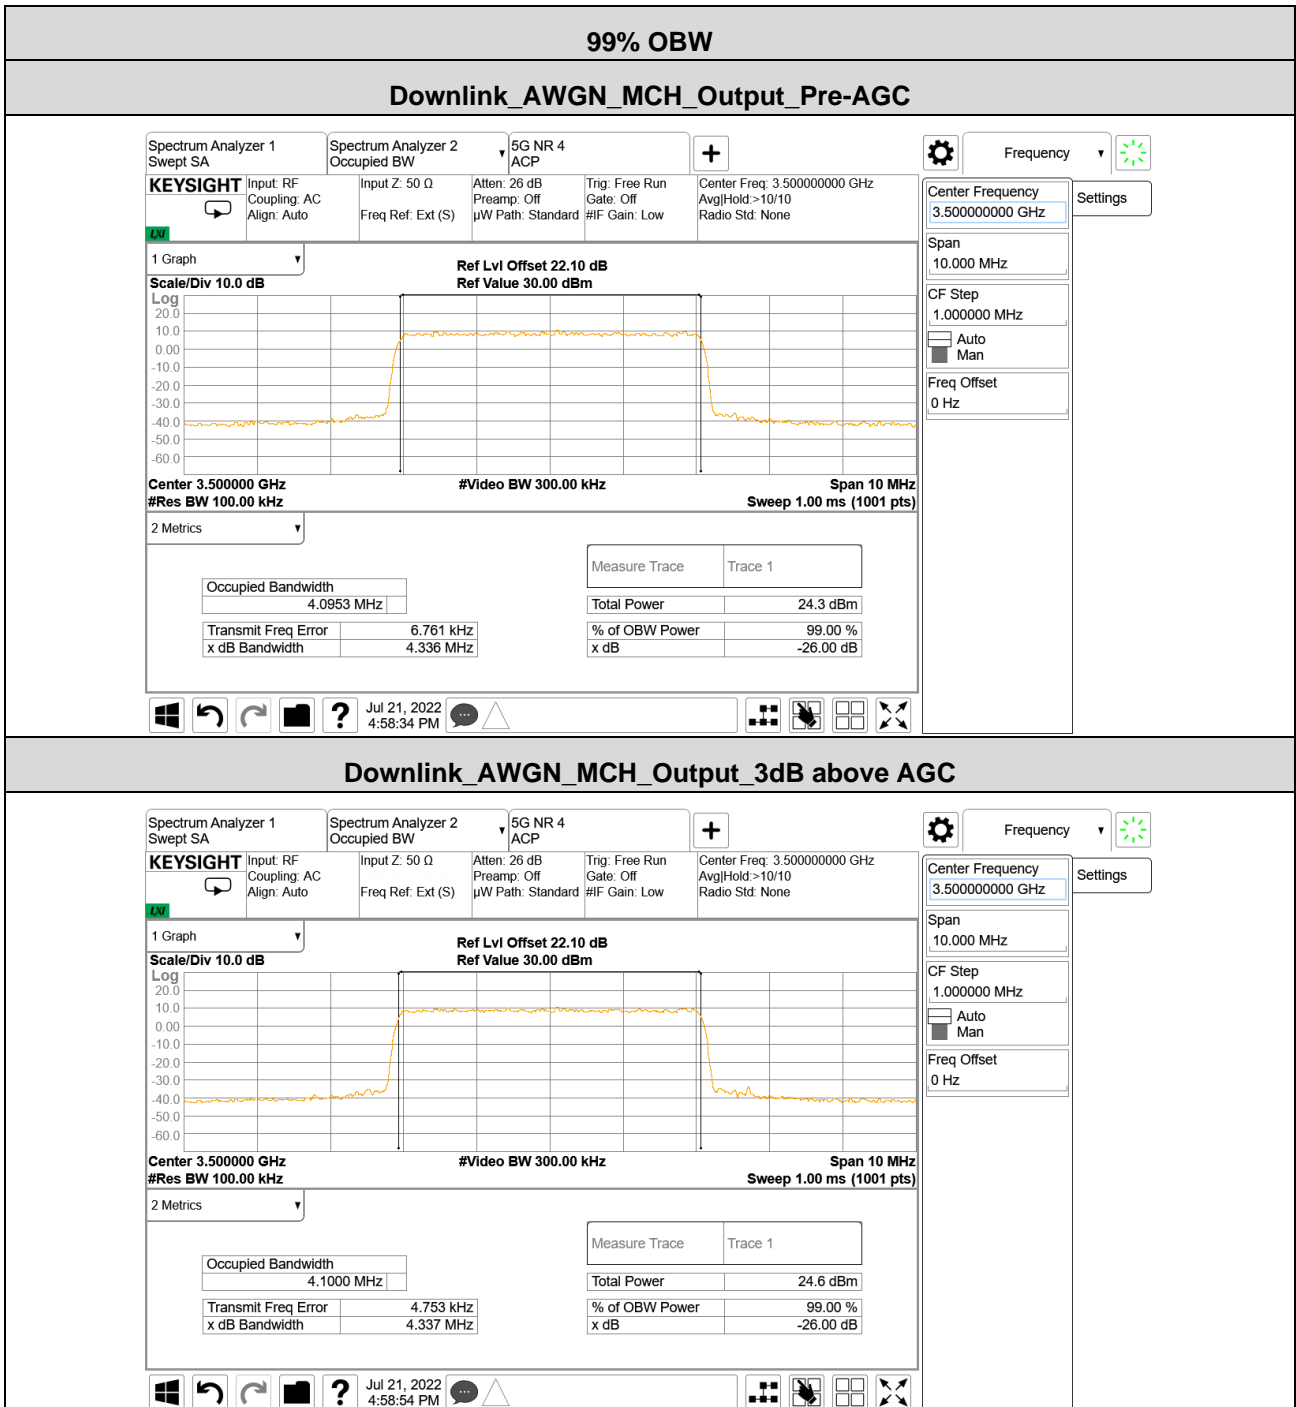 99% OBW
Downlink_AWGN_MCH_Output_Pre-AGC
Spectrum Analyzer 1
Swept SA
Spectrum Analyzer 2
Occupied BW
5G NR 4
ACP
Frequency
KEYSIGHT
Input: RF
Coupling: AC
Align: Auto
Input Z: 50 Ω
Freq Ref: Ext (S)
Atten: 26 dB
Preamp: Off
µW Path: Standard
Trig: Free Run
Gate: Off
#IF Gain: Low
Center Freq: 3.500000000 GHz
Avg|Hold:>10/10
Radio Std: None
LXI
Center Frequency
3.500000000 GHz
Settings
Span
10.000 MHz
CF Step
1.000000 MHz
Auto
Man
Freq Offset
0 Hz
1 Graph
Scale/Div 10.0 dB
Ref Lvl Offset 22.10 dB
Ref Value 30.00 dBm
Log
20.0
10.0
0.00
-10.0
-20.0
-30.0
-40.0
-50.0
-60.0
Center 3.500000 GHz
#Res BW 100.00 kHz
#Video BW 300.00 kHz
Span 10 MHz
Sweep 1.00 ms (1001 pts)
2 Metrics
Measure Trace
Trace 1
Occupied Bandwidth
4.0953 MHz
Total Power
24.3 dBm
Transmit Freq Error
6.761 kHz
% of OBW Power
99.00 %
x dB Bandwidth
4.336 MHz
x dB
-26.00 dB
?
Jul 21, 2022
4:58:34 PM
Downlink_AWGN_MCH_Output_3dB above AGC
Spectrum Analyzer 1
Swept SA
Spectrum Analyzer 2
Occupied BW
5G NR 4
ACP
Frequency
KEYSIGHT
Input: RF
Coupling: AC
Align: Auto
Input Z: 50 Ω
Freq Ref: Ext (S)
Atten: 26 dB
Preamp: Off
µW Path: Standard
Trig: Free Run
Gate: Off
#IF Gain: Low
Center Freq: 3.500000000 GHz
Avg|Hold:>10/10
Radio Std: None
LXI
Center Frequency
3.500000000 GHz
Settings
Span
10.000 MHz
CF Step
1.000000 MHz
Auto
Man
Freq Offset
0 Hz
1 Graph
Scale/Div 10.0 dB
Ref Lvl Offset 22.10 dB
Ref Value 30.00 dBm
Log
20.0
10.0
0.00
-10.0
-20.0
-30.0
-40.0
-50.0
-60.0
Center 3.500000 GHz
#Res BW 100.00 kHz
#Video BW 300.00 kHz
Span 10 MHz
Sweep 1.00 ms (1001 pts)
2 Metrics
Measure Trace
Trace 1
Occupied Bandwidth
4.1000 MHz
Total Power
24.6 dBm
Transmit Freq Error
4.753 kHz
% of OBW Power
99.00 %
x dB Bandwidth
4.337 MHz
x dB
-26.00 dB
?
Jul 21, 2022
4:58:54 PM